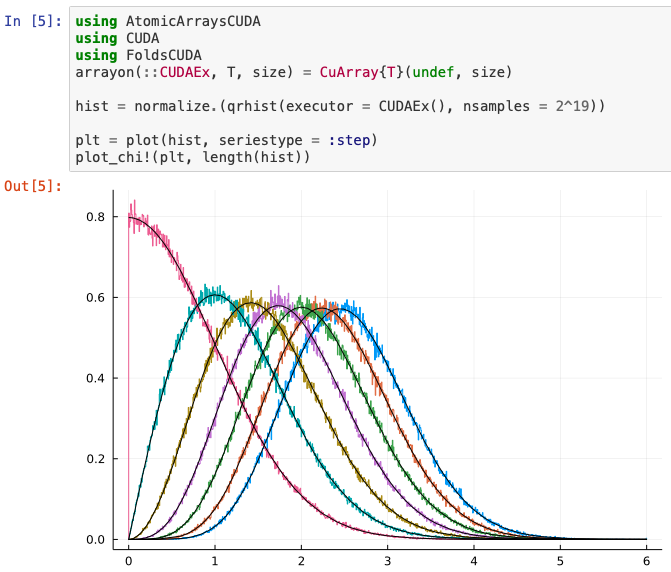 In [5]: using AtomicArraysCUDA
using CUDA
using FoldsCUDA
arrayon(::CUDAEx, T, size) = CuArray{T}(undef, size)
hist = normalize.(qrhist(executor = CUDAEx(), nsamples = 2^19))
plt = plot(hist, seriestype = :step)
plot_chi!(plt, length(hist))
Out[5]:
0.8
0.6
0.4
0.2
0.0
0 1 2 3 4 5 6